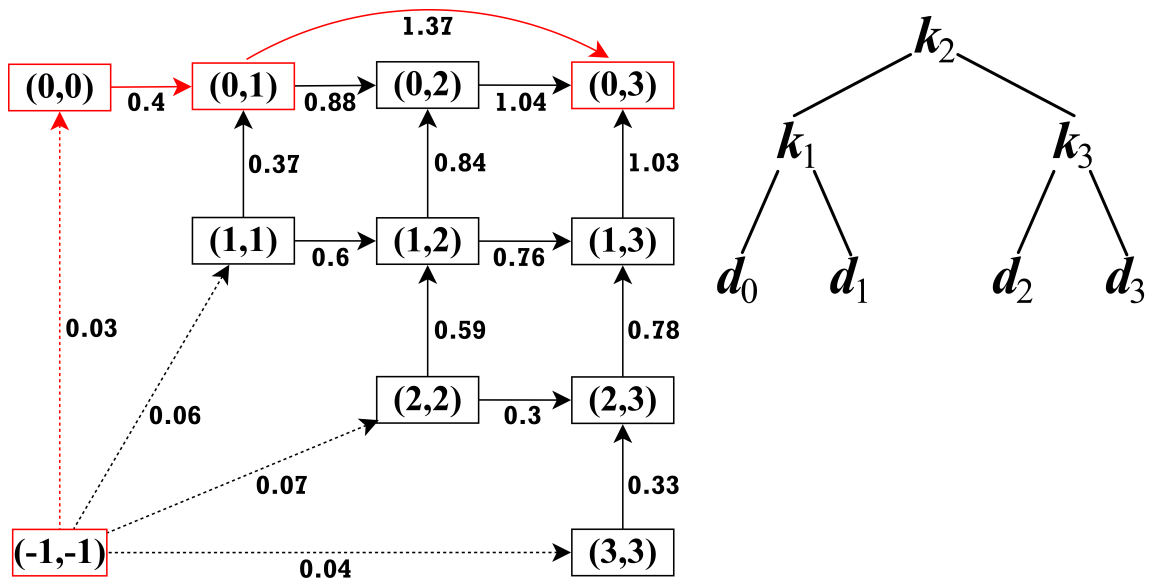 1.37
(0,0) 0.4 (0,1) 0.88 (0,2) 1.04 (0,3)
0.37 0.84 1.03
(1,1) 0.6 (1,2) 0.76 (1,3)
0.03 0.59 0.78
0.06 (2,2) 0.3 (2,3)
0.07 0.33
(-1,-1) 0.04 (3,3)
k₂
k₁ k₃
d₀ d₁ d₂ d₃